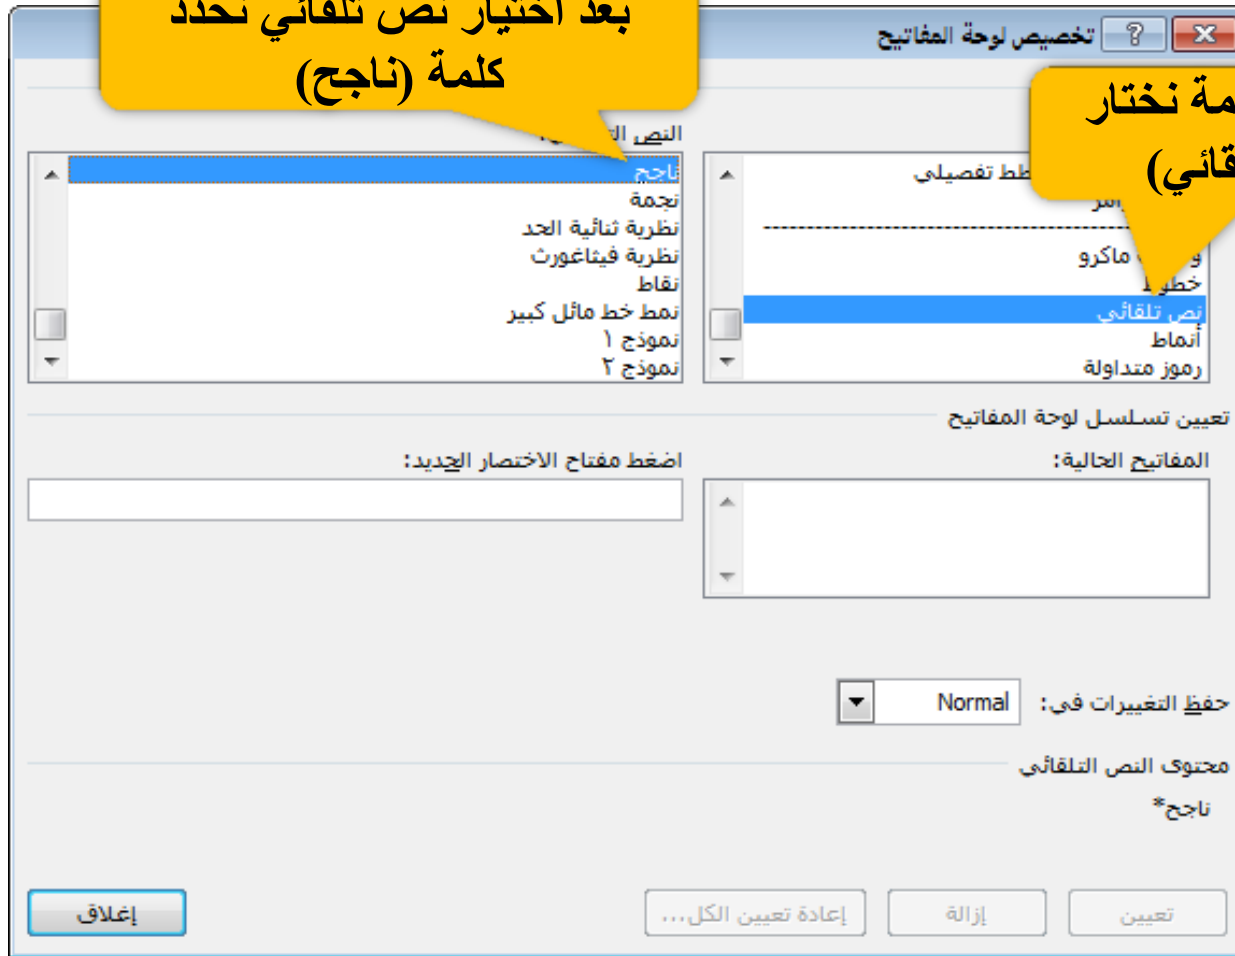 بعد اختيار نص تلقائي نحدد
كلمة (ناجح)
تخصيص لوحة المفاتيح
نختار
النص
تفصيلي
ماكرو
خطوط
نص تلقائي
أنماط
رموز متداولة
ناجح
نجمة
نظرية ثنائية الحد
نظرية فيثاغورث
نقاط
نمط خط مائل كبير
نموذج ١
نموذج ٢
تعيين تسلسل لوحة المفاتيح
المفاتيح الحالية:
اضغط مفتاح الاختصار الجديد:
حفظ التغييرات في: Normal
محتوى النص التلقائي
ناجح*
تعيين
إزالة
إعادة تعيين الكل...
إغلاق